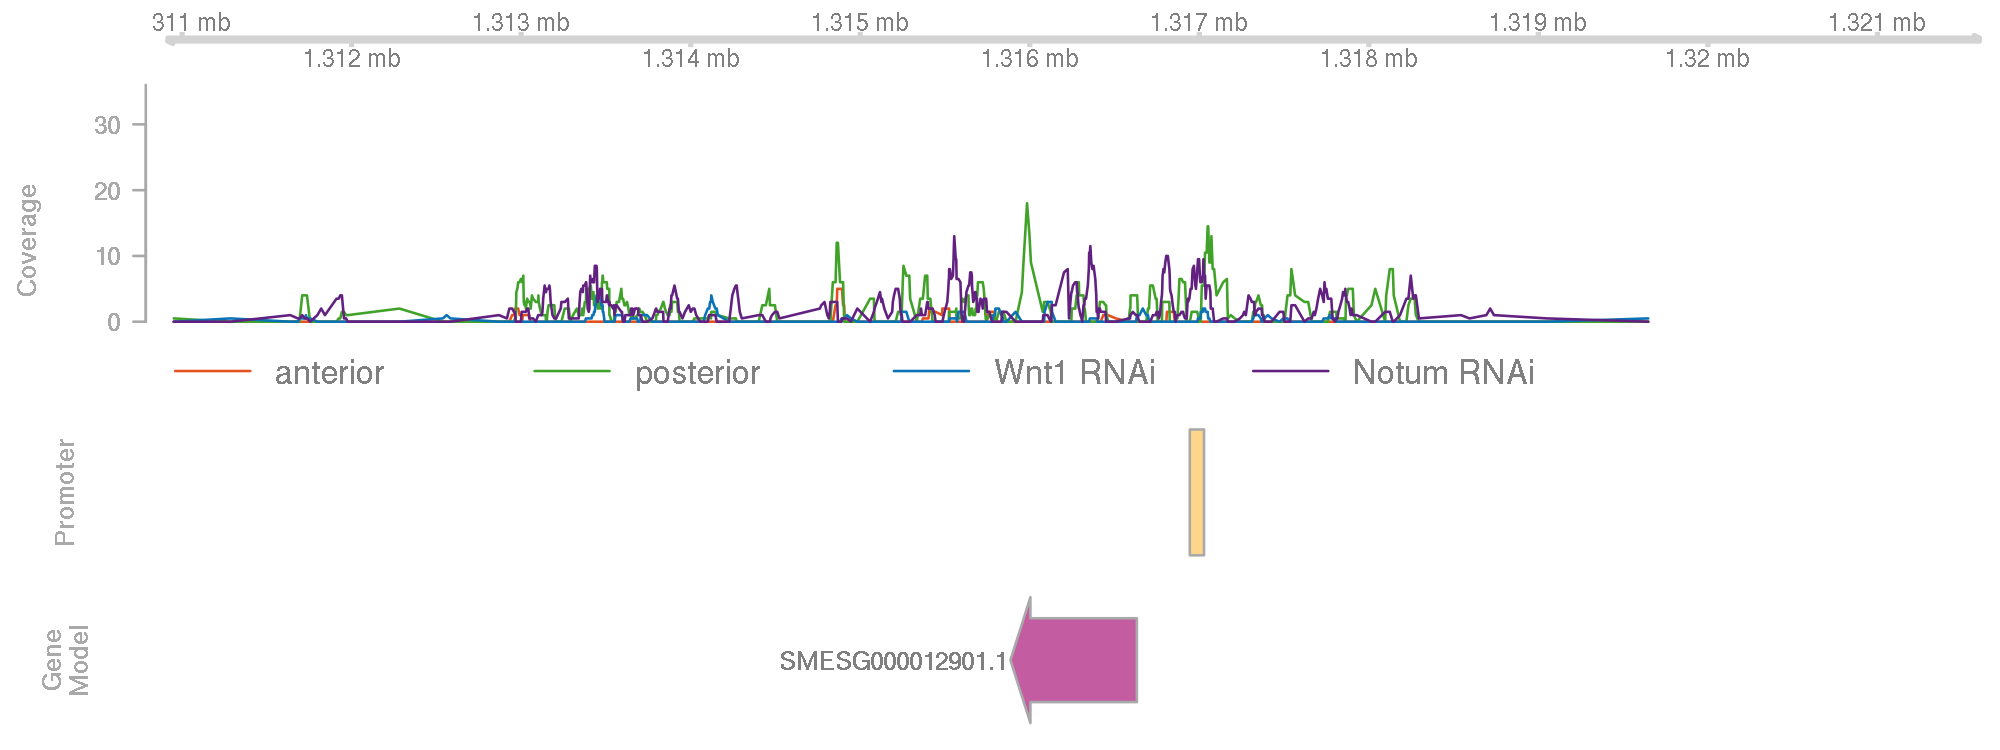 311 mb 1.313 mb 1.315 mb 1.317 mb 1.319 mb 1.321 mb
1.312 mb 1.314 mb 1.316 mb 1.318 mb 1.32 mb
Coverage
30
20
10
0
anterior posterior Wnt1 RNAi Notum RNAi
Promoter
Gene
Model
SMESG000012901.1